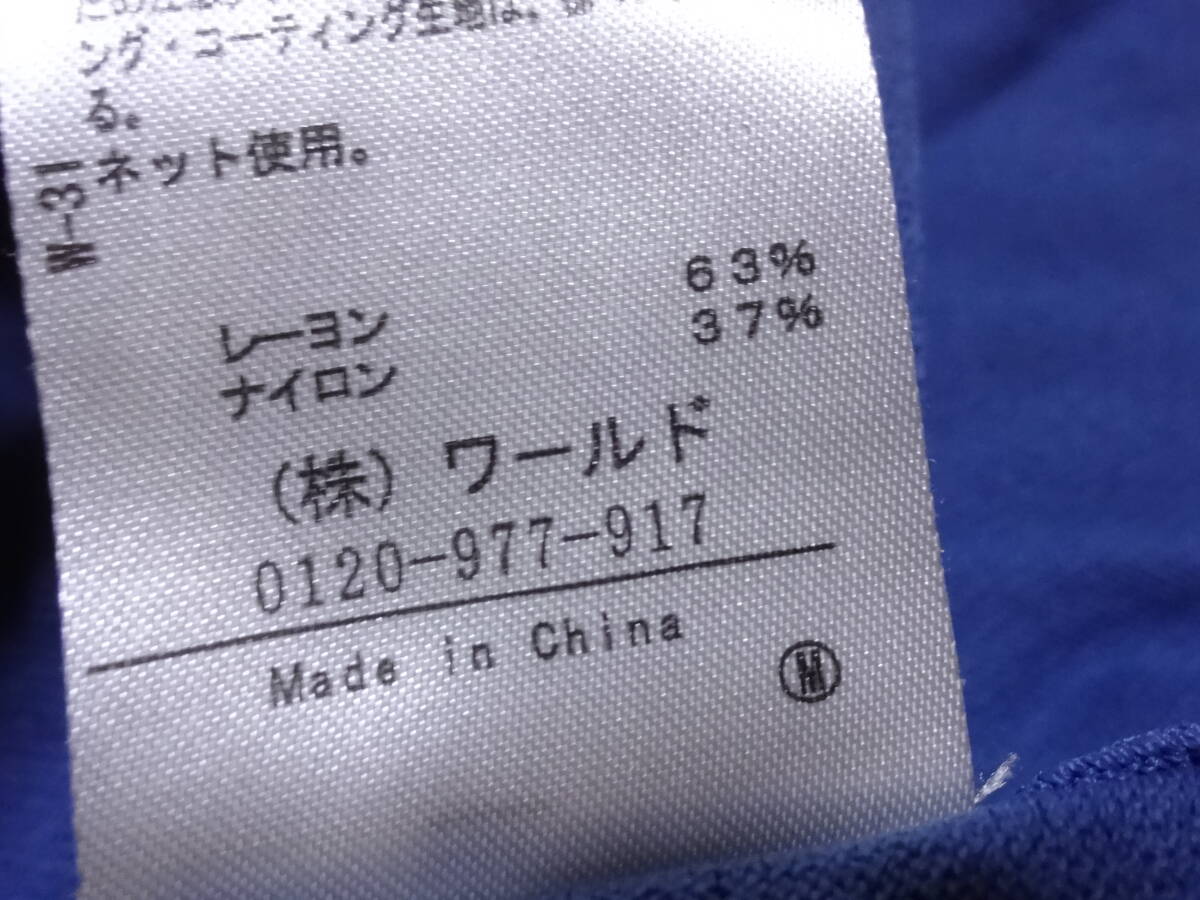 ング・コーティング生地は、
る。
ネット使用。
W-31
レーヨン 63%
ナイロン 37%
(株) ワールド
0120-977-917
Made in China
M